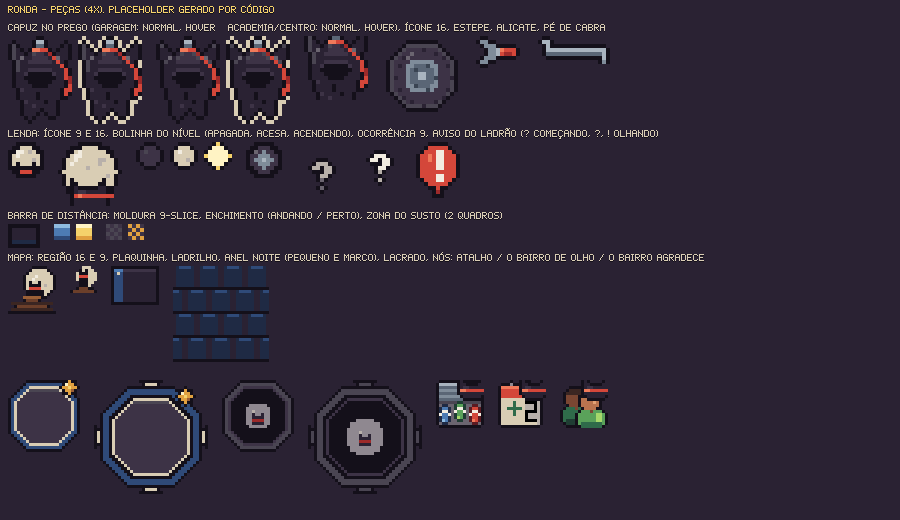 RONDA - PEÇAS (4X). PLACEHOLDER GERADO POR CÓDIGO
CAPUZ NO PREGO (GARAGEM: NORMAL, HOVER ACADEMIA/CENTRO: NORMAL, HOVER), ÍCONE 16, ESTEPE, ALICATE, PÉ DE CABRA
LENDA: ÍCONE 9 E 16, BOLINHA DO NÍVEL (APAGADA, ACESA, ACENDENDO), OCORRÊNCIA 9, AVISO DO LADRÃO (? COMEÇANDO, ?, ! OLHANDO)
? ? !
BARRA DE DISTÂNCIA: MOLDURA 9-SLICE, ENCHIMENTO (ANDANDO / PERTO), ZONA DO SUSTO (2 QUADROS)
MAPA: REGIÃO 16 E 9, PLAQUINHA, LADRILHO, ANEL NOITE (PEQUENO E MARCO), LACRADO, NÓS: ATALHO / O BAIRRO DE OLHO / O BAIRRO AGRADECE
+2